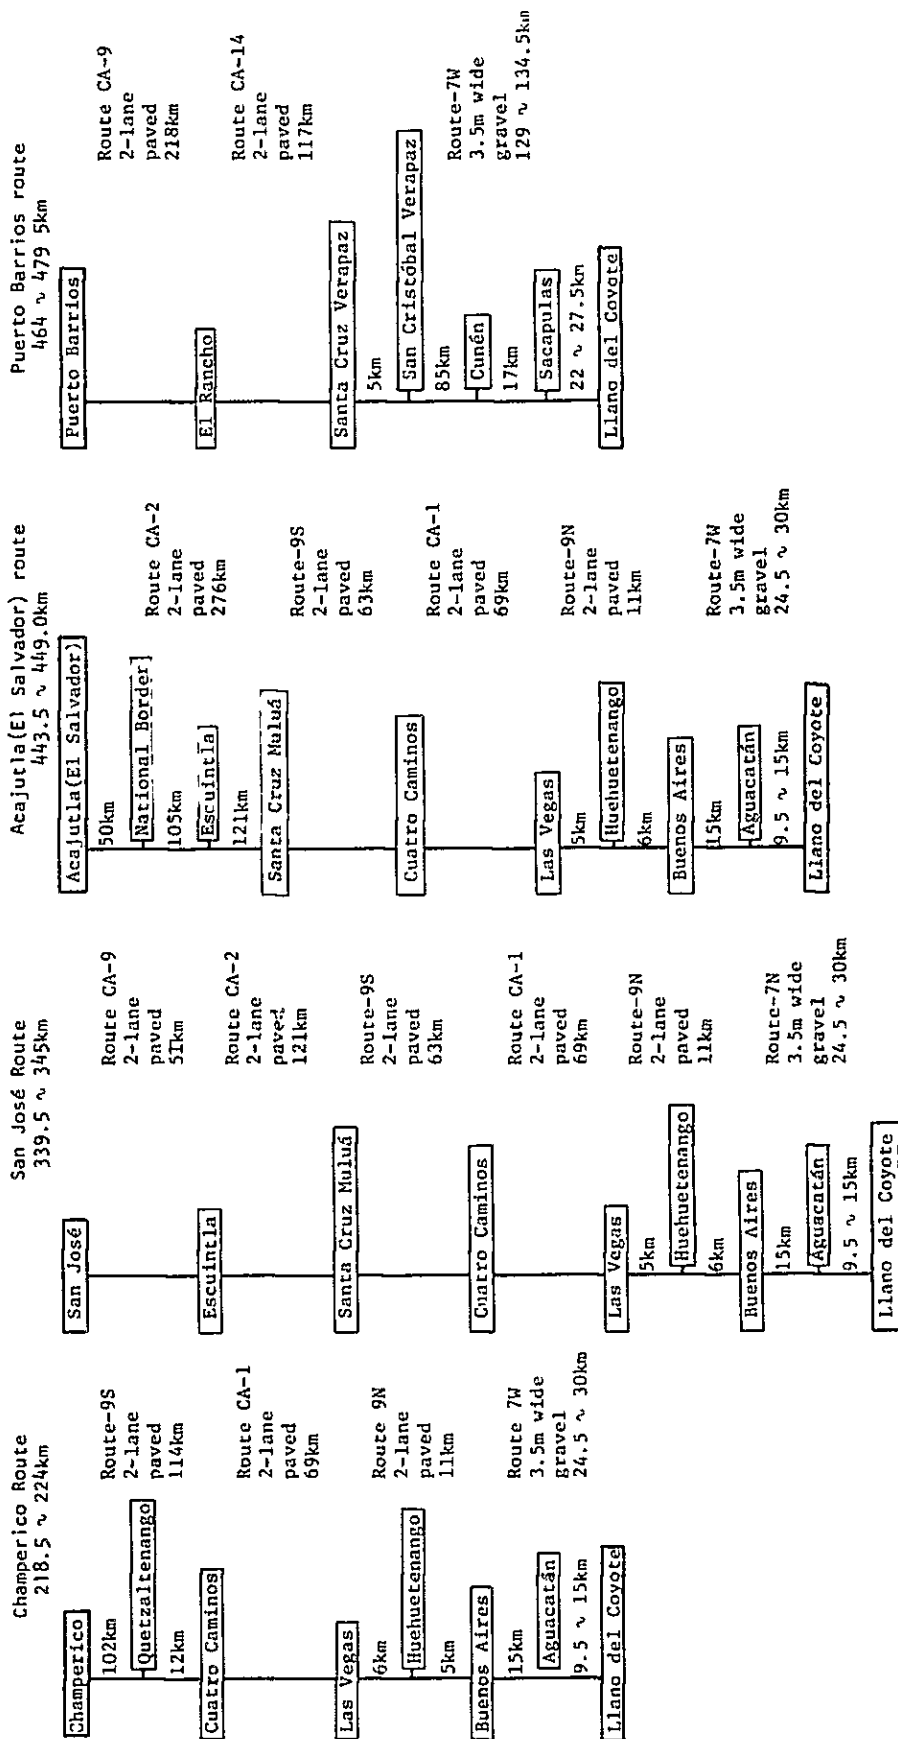 Champerico Route
218.5 ~ 224km
Champerico
102km
Quetzaltenango
12km
Cuatro Caminos
Las Vegas
6km
Huehuetenango
5km
Buenos Aires
15km
Aguacatán
9.5 ~ 15km
Llano del Coyote
Route-9S
2-lane
paved
114km
Route CA-1
2-lane
paved
69km
Route 9N
2-lane
paved
11km
Route 7W
3.5m wide
gravel
24.5 ~ 30km
San José Route
339.5 ~ 345km
San José
Escuintla
Santa Cruz Muluá
Cuatro Caminos
Las Vegas
5km
Huehuetenango
6km
Buenos Aires
15km
Aguacatán
9.5 ~ 15km
Llano del Coyote
Route CA-9
2-lane
paved
51km
Route CA-2
2-lane
paved
121km
Route-9S
2-lane
paved
63km
Route CA-1
2-lane
paved
69km
Route-9N
2-lane
paved
11km
Route-7N
3.5m wide
gravel
24.5 ~ 30km
Acajutla(El Salvador) route
443.5 ~ 449.0km
Acajutla(El Salvador)
50km
National Border
105km
Escuintla
121km
Santa Cruz Muluá
Cuatro Caminos
Las Vegas
5km
Huehuetenango
6km
Buenos Aires
15km
Aguacatán
9.5 ~ 15km
Llano del Coyote
Route CA-2
2-lane
paved
276km
Route-9S
2-lane
paved
63km
Route CA-1
2-lane
paved
69km
Route-9N
2-lane
paved
11km
Route-7W
3.5m wide
gravel
24.5 ~ 30km
Puerto Barrios route
464 ~ 479 5km
Puerto Barrios
El Rancho
Santa Cruz Verapaz
5km
San Cristóbal Verapaz
85km
Cunén
17km
Sacapulas
22 ~ 27.5km
Llano del Coyote
Route CA-9
2-lane
paved
218km
Route CA-14
2-lane
paved
117km
Route-7W
3.5m wide
gravel
129 ~ 134.5km